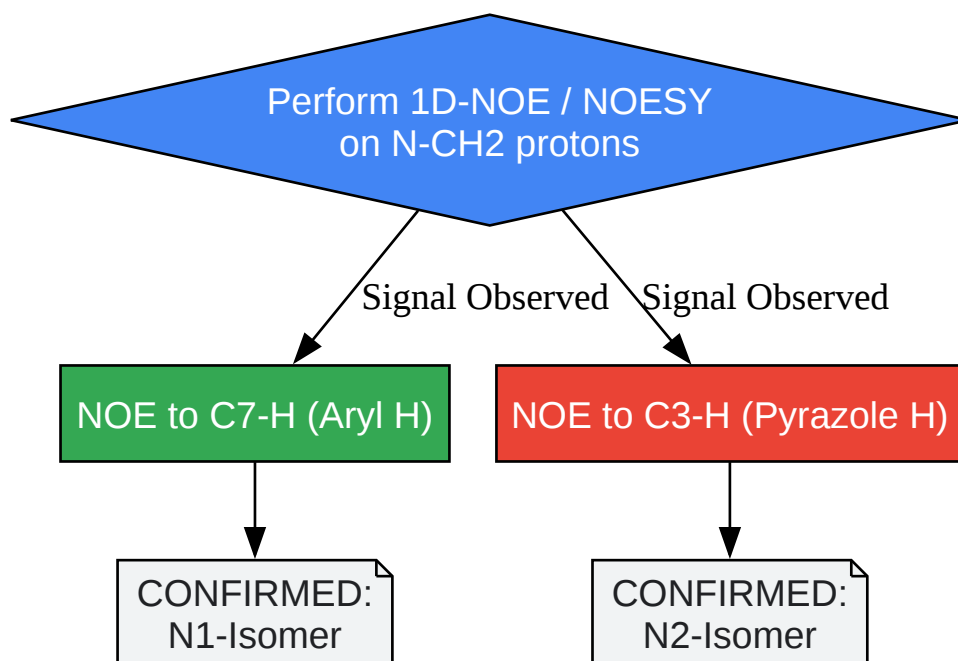 Perform 1D-NOE / NOESY
on N-CH2 protons
Signal Observed
Signal Observed
NOE to C7-H (Aryl H)
NOE to C3-H (Pyrazole H)
CONFIRMED:
N1-Isomer
CONFIRMED:
N2-Isomer